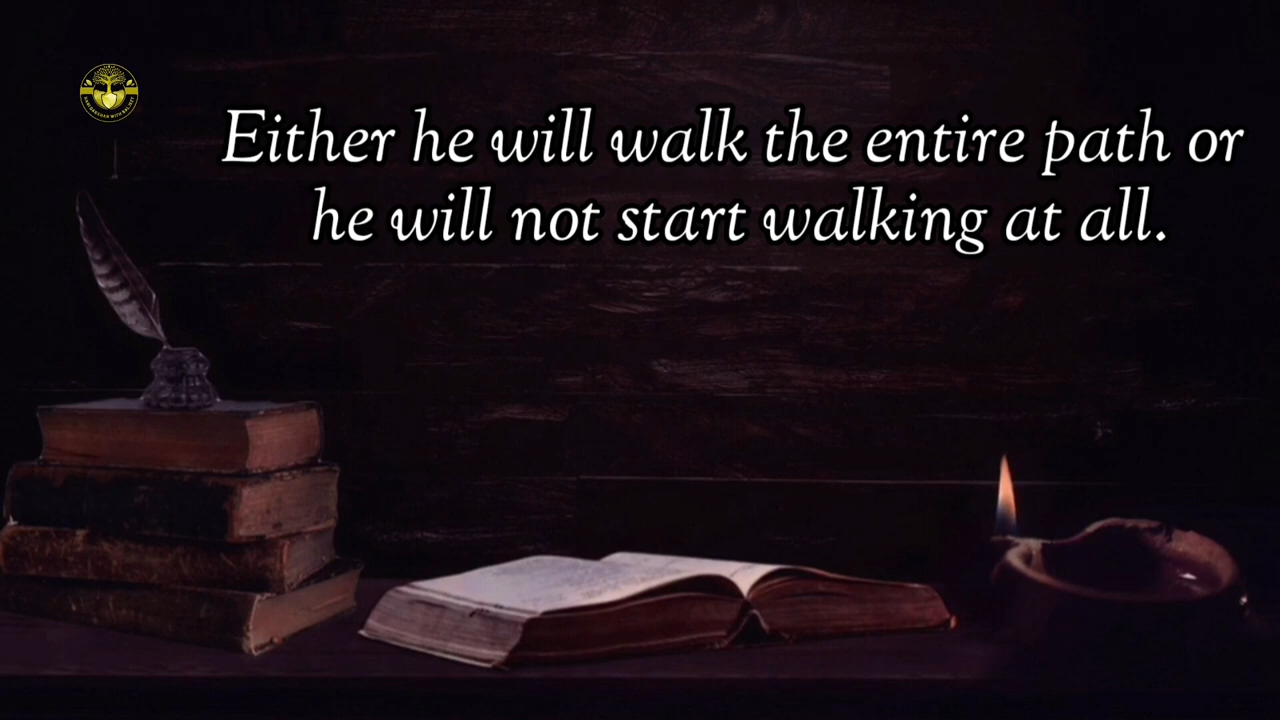 Either he will walk the entire path or
he will not start walking at all.